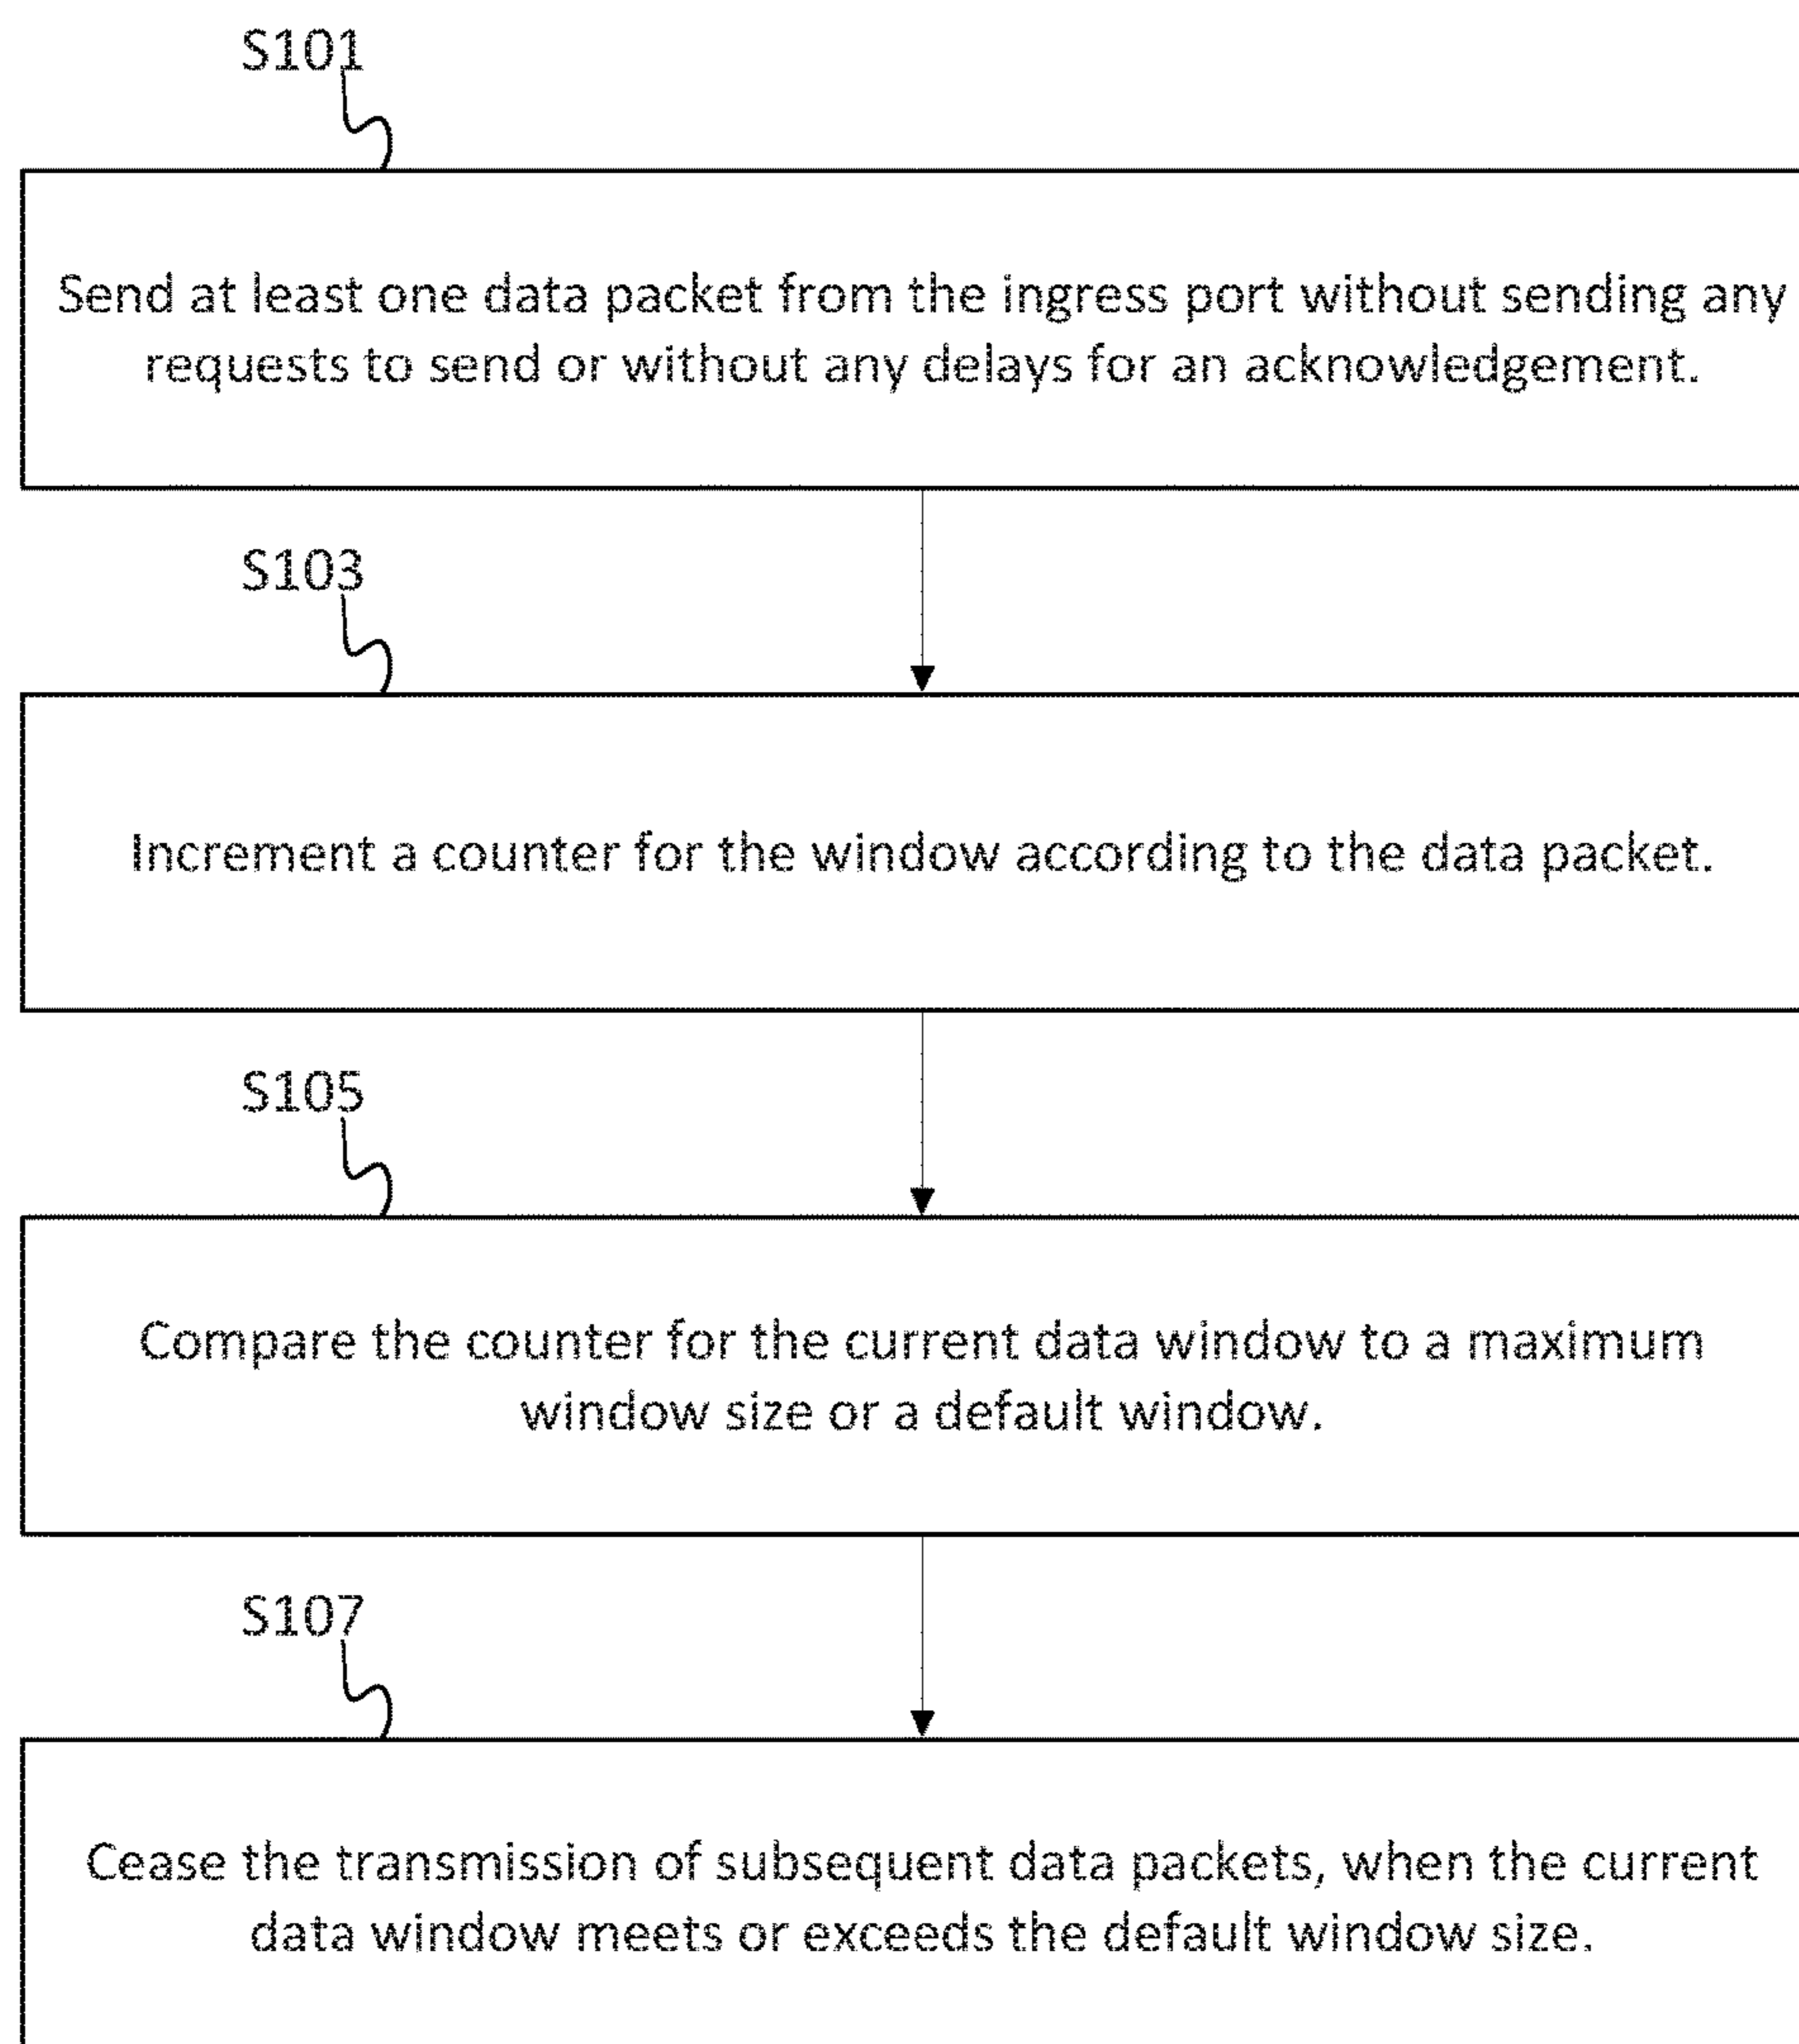 S101
Send at least one data packet from the ingress port without sending any
requests to send or without any delays for an acknowledgement.
S103
Increment a counter for the window according to the data packet.
S105
Compare the counter for the current data window to a maximum
window size or a default window.
S107
Cease the transmission of subsequent data packets, when the current
data window meets or exceeds the default window size.